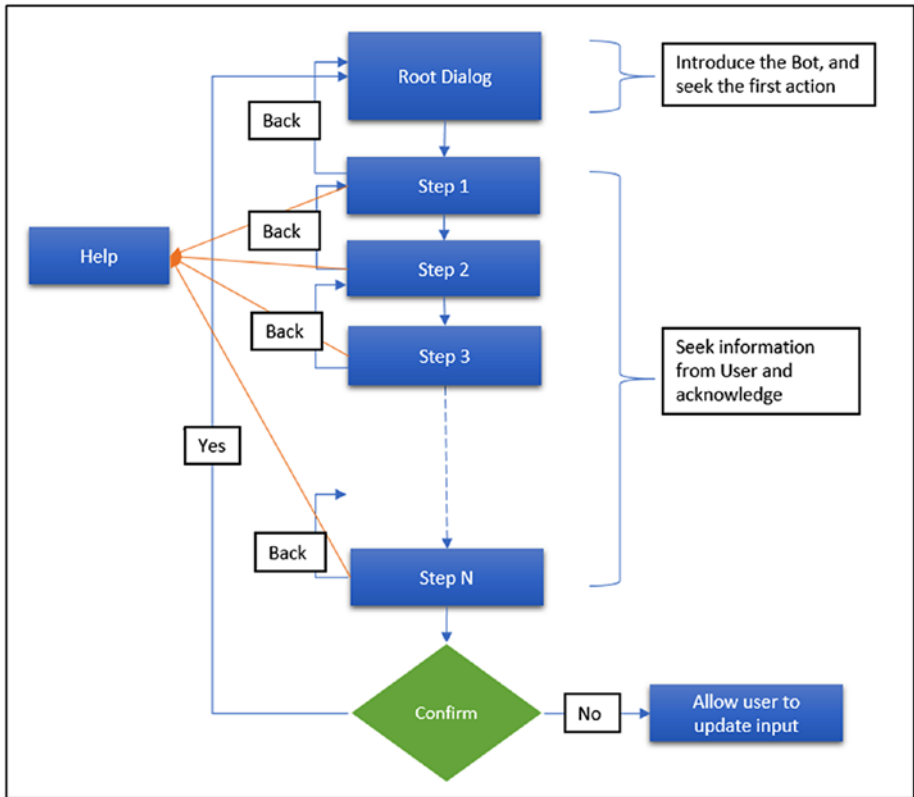 Root Dialog
Introduce the Bot, and
seek the first action
Back
Step 1
Back
Help
Step 2
Back
Step 3
Seek information
from User and
acknowledge
Yes
Back
Step N
Confirm
No
Allow user to
update input